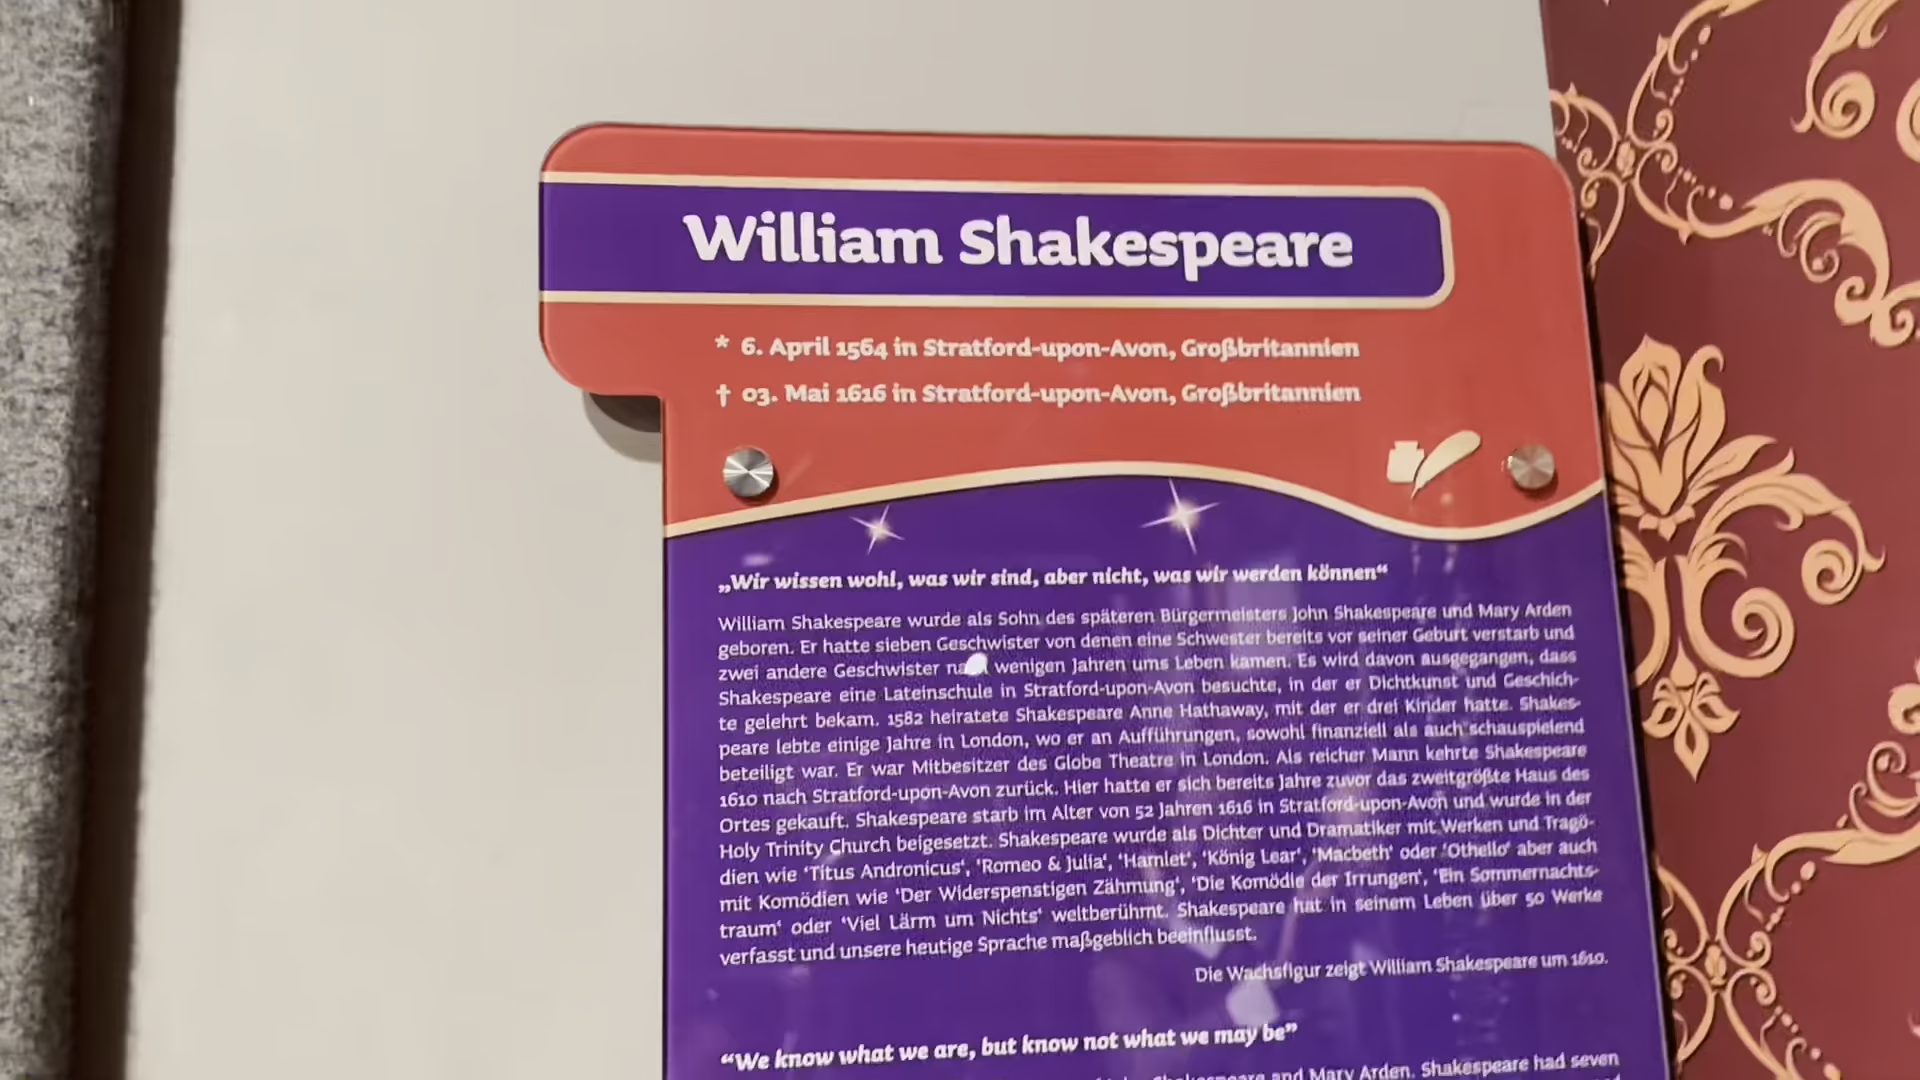 William Shakespeare
* 6. April 1564 in Stratford-upon-Avon, Großbritannien
† 03. Mai 1616 in Stratford-upon-Avon, Großbritannien
„Wir wissen wohl, was wir sind, aber nicht, was wir werden können“
William Shakespeare wurde als Sohn des späteren Bürgermeisters John Shakespeare und Mary Arden
geboren. Er hatte sieben Geschwister von denen eine Schwester bereits vor seiner Geburt verstarb und
zwei andere Geschwister nach wenigen Jahren ums Leben kamen. Es wird davon ausgegangen, dass
Shakespeare eine Lateinschule in Stratford-upon-Avon besuchte, in der er Dichtkunst und Geschich-
te gelehrt bekam. 1582 heiratete Shakespeare Anne Hathaway, mit der er drei Kinder hatte. Shakes-
peare lebte einige Jahre in London, wo er an Aufführungen, sowohl finanziell als auch schauspielend
beteiligt war. Er war Mitbesitzer des Globe Theatre in London. Als reicher Mann kehrte Shakespeare
1610 nach Stratford-upon-Avon zurück. Hier hatte er sich bereits Jahre zuvor das zweitgrößte Haus des
Ortes gekauft. Shakespeare starb im Alter von 52 Jahren 1616 in Stratford-upon-Avon und wurde in der
Holy Trinity Church beigesetzt. Shakespeare wurde als Dichter und Dramatiker mit Werken und Tragö-
dien wie ‘Titus Andronicus‘, ‘Romeo & Julia‘, ‘Hamlet‘, ‘König Lear‘, ‘Macbeth‘ oder ‘Othello‘ aber auch
mit Komödien wie ‘Der Widerspenstigen Zähmung‘, ‘Die Komödie der Irrungen‘, ‘Ein Sommernachts-
traum‘ oder ‘Viel Lärm um Nichts‘ weltberühmt. Shakespeare hat in seinem Leben über 50 Werke
verfasst und unsere heutige Sprache maßgeblich beeinflusst.
Die Wachsfigur zeigt William Shakespeare um 1610.
“We know what we are, but know not what we may be”
Shakespeare and Mary Arden. Shakespeare had seven